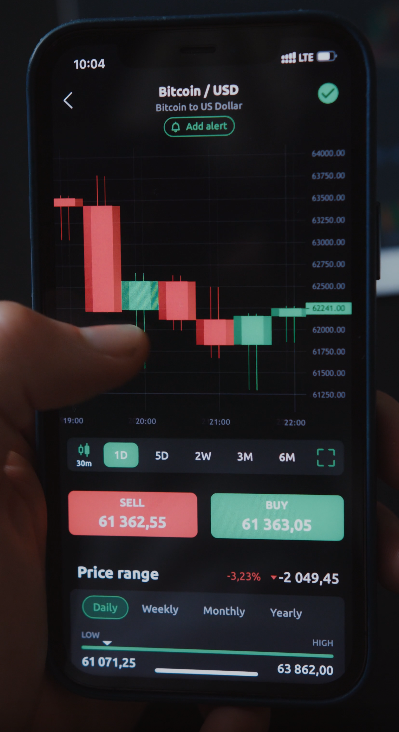 10:04 LTE
Bitcoin / USD
Bitcoin to US Dollar
Add alert
64000.00
63750.00
63500.00
63250.00
63000.00
62750.00
62500.00
62241.00
62000.00
61750.00
61500.00
61250.00
19:00 20:00 21:00 22:00
30m 1D 5D 2W 3M 6M
SELL BUY
61 362,55 61 363,05
Price range -3,23% -2 049,45
Daily Weekly Monthly Yearly
LOW HIGH
61 071,25 63 862,00